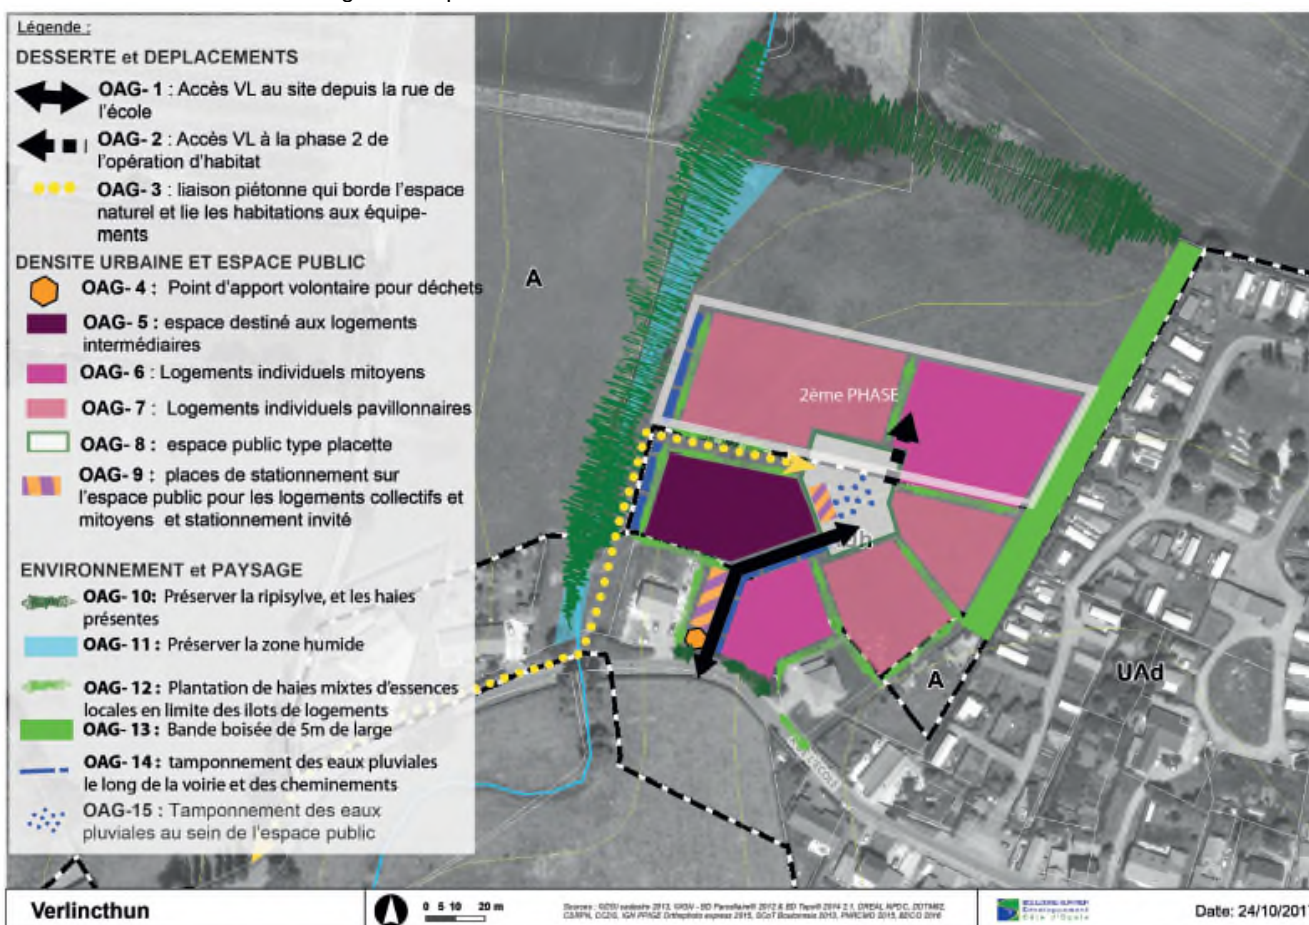 Légende :
DESSERTE et DEPLACEMENTS
OAG- 1 : Accès VL au site depuis la rue de
l'école
OAG- 2 : Accès VL à la phase 2 de
l'opération d'habitat
OAG- 3 : liaison piétonne qui borde l'espace
naturel et lie les habitations aux équipe-
ments
DENSITE URBAINE ET ESPACE PUBLIC
OAG- 4 : Point d'apport volontaire pour déchets
OAG- 5 : espace destiné aux logements
intermédiaires
OAG- 6 : Logements individuels mitoyens
OAG- 7 : Logements individuels pavillonnaires
OAG- 8 : espace public type placette
OAG- 9 : places de stationnement sur
l'espace public pour les logements collectifs et
mitoyens et stationnement invité
ENVIRONNEMENT et PAYSAGE
OAG- 10: Préserver la ripisylve, et les haies
présentes
OAG- 11 : Préserver la zone humide
OAG- 12 : Plantation de haies mixtes d'essences
locales en limite des îlots de logements
OAG- 13 : Bande boisée de 5m de large
OAG- 14 : tamponnement des eaux pluviales
le long de la voirie et des cheminements
OAG-15 : Tamponnement des eaux
pluviales au sein de l'espace public
A
2ème PHASE
A
UAd
Verlincthun
0 5 10 20 m
Date: 24/10/2017